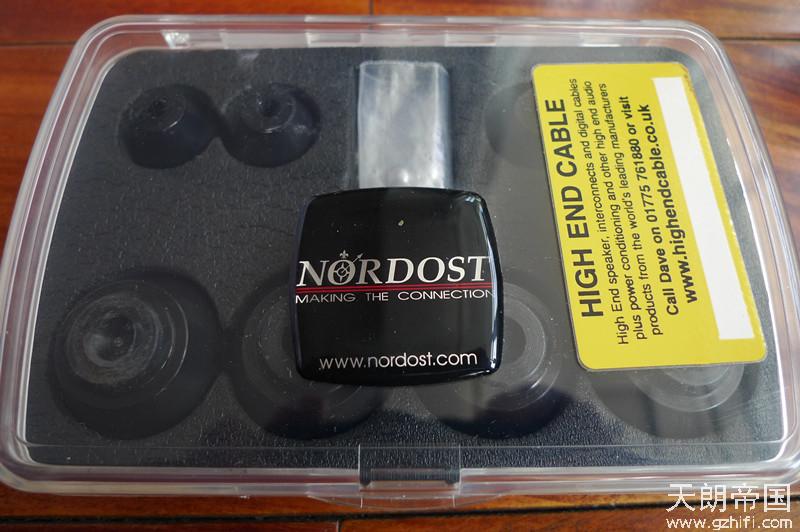 NORDOST
MAKING THE CONNECTION
www.nordost.com
HIGH END CABLE
High End speaker, interconnects and digital cables
plus power conditioning and other high end audio
products from the world's leading manufacturers
Call Dave on 01775 761880 or visit
www.highendcable.co.uk
天朗帝国
www.gzhifi.com